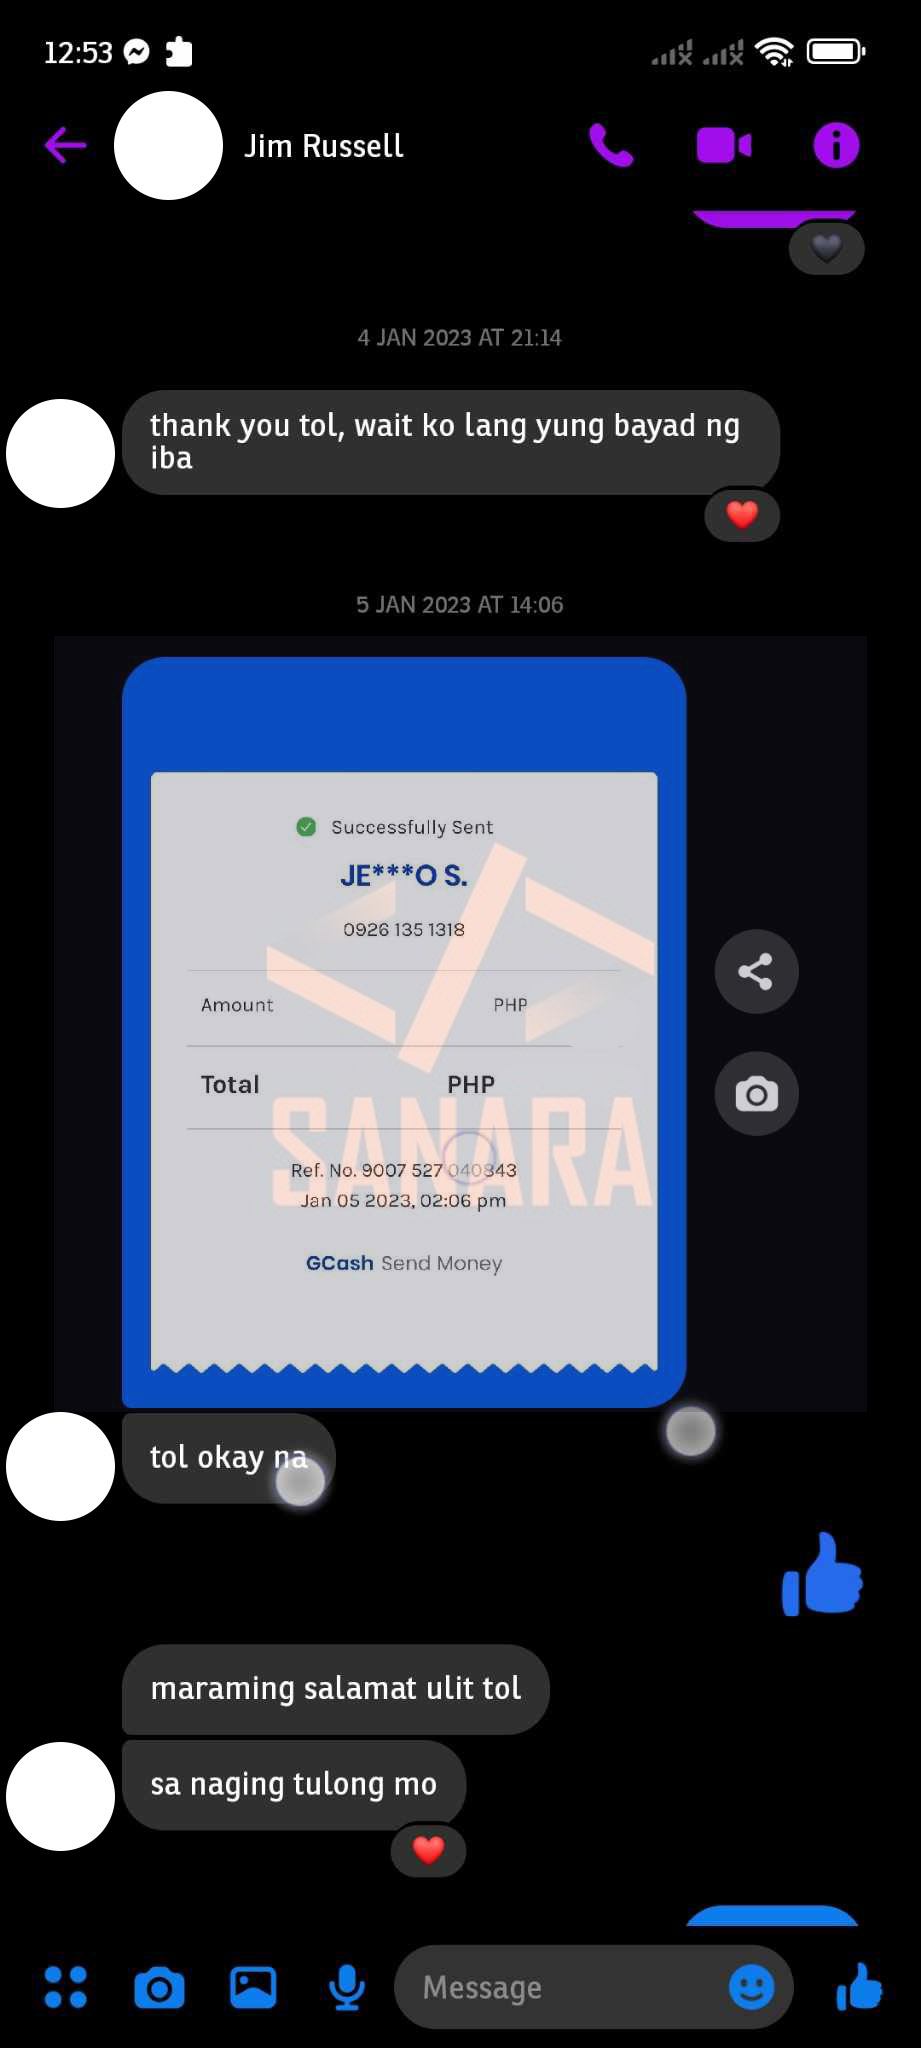 12:53
Jim Russell
4 JAN 2023 AT 21:14
thank you tol, wait ko lang yung bayad ng
iba
5 JAN 2023 AT 14:06
Successfully Sent
JE***O S.
0926 135 1318
Amount PHP
Total PHP
SANARA
Ref. No. 9007 527 040843
Jan 05 2023, 02:06 pm
GCash Send Money
tol okay na
maraming salamat ulit tol
sa naging tulong mo
Message